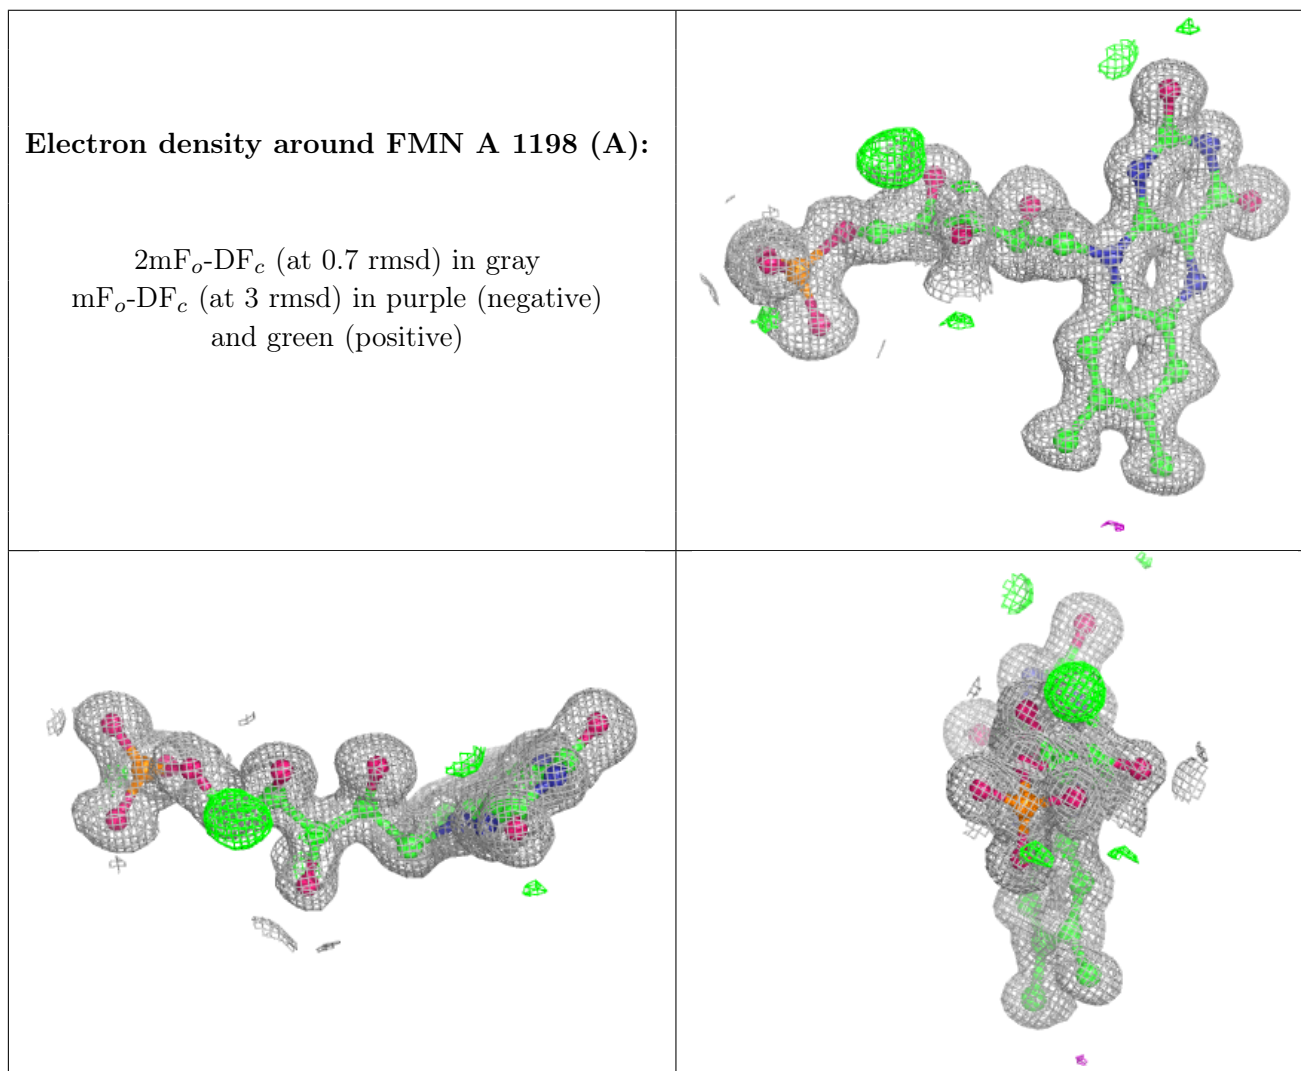 Electron density around FMN A 1198 (A):
2mFo-DFc (at 0.7 rmsd) in gray
mFo-DFc (at 3 rmsd) in purple (negative)
and green (positive)